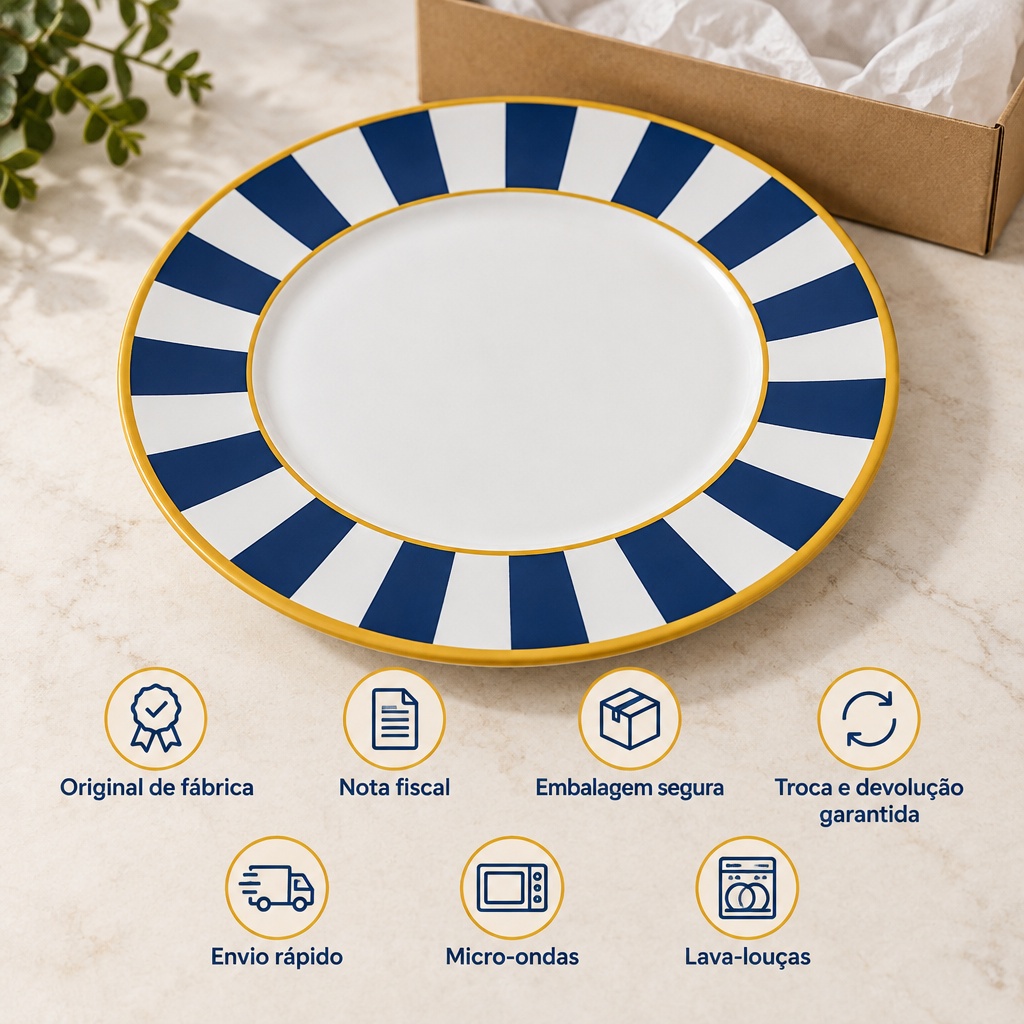 Original de fábrica
Nota fiscal
Embalagem segura
Troca e devolução
garantida
Envio rápido
Micro-ondas
Lava-louças